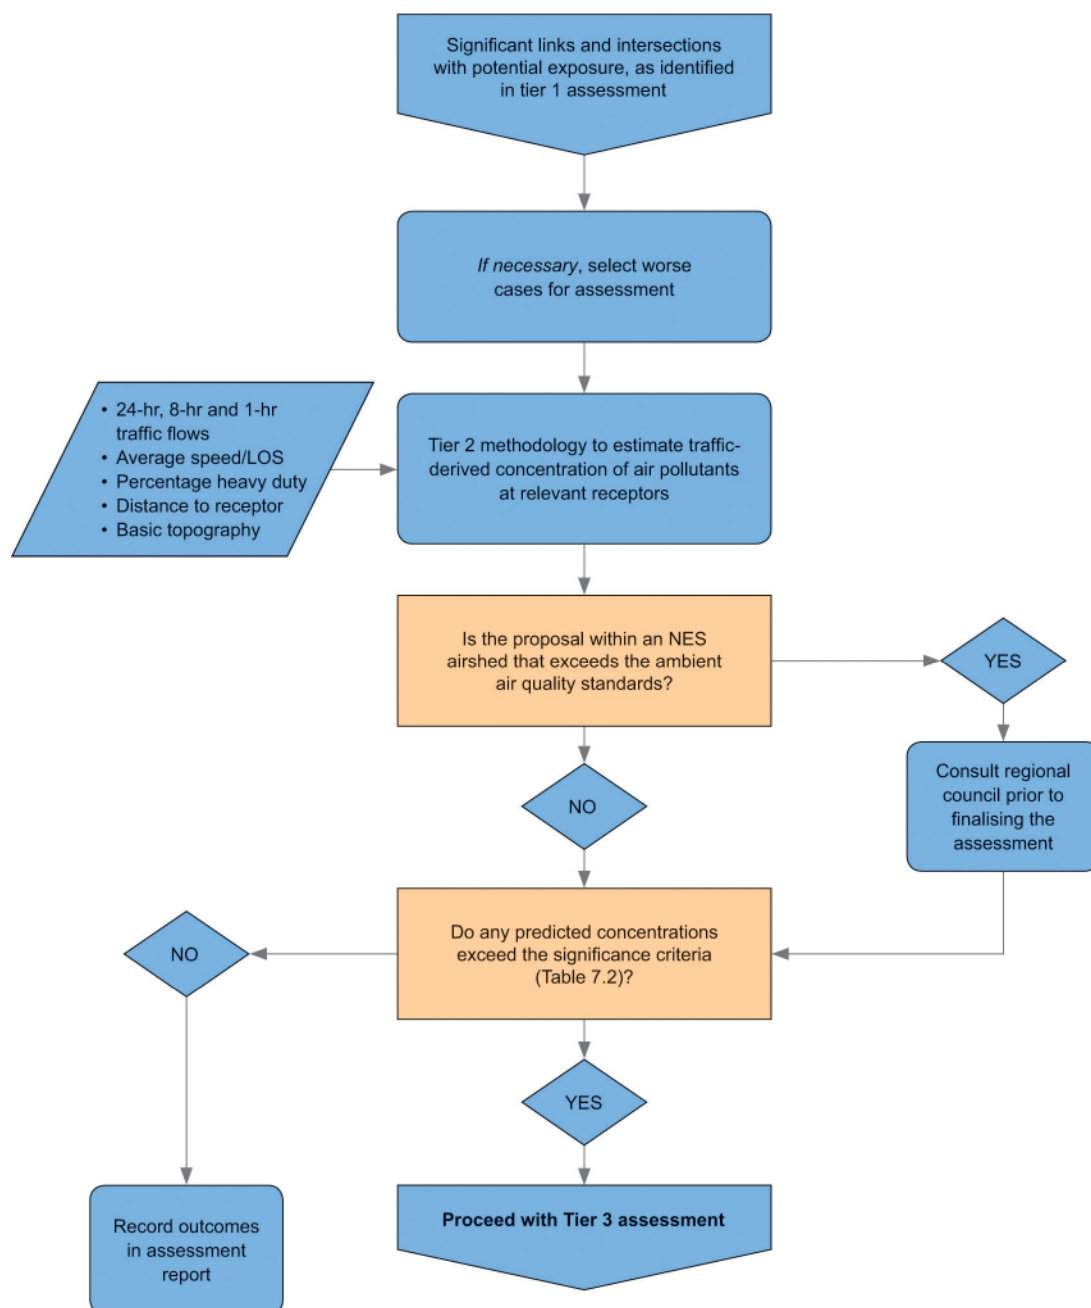 Significant links and intersections
with potential exposure, as identified
in tier 1 assessment
If necessary, select worse
cases for assessment
• 24-hr, 8-hr and 1-hr
traffic flows
• Average speed/LOS
• Percentage heavy duty
• Distance to receptor
• Basic topography
Tier 2 methodology to estimate traffic-
derived concentration of air pollutants
at relevant receptors
Is the proposal within an NES
airshed that exceeds the ambient
air quality standards?
YES
NO
Consult regional
council prior to
finalising the
assessment
Do any predicted concentrations
exceed the significance criteria
(Table 7.2)?
NO
YES
Record outcomes
in assessment
report
Proceed with Tier 3 assessment